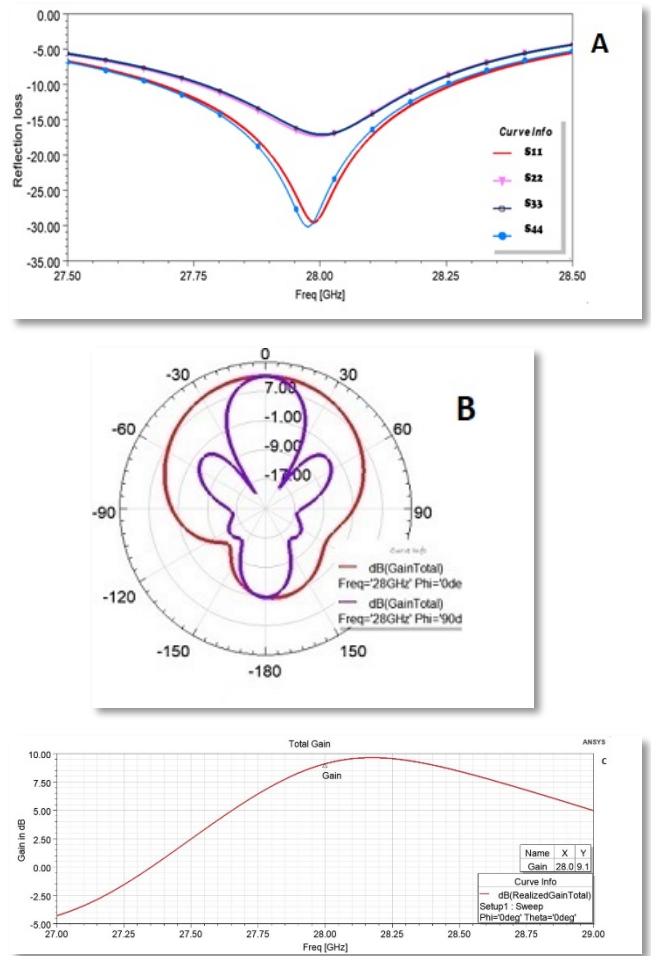 A
0.00
-5.00
-10.00
-15.00
-20.00
-25.00
-30.00
-35.00
Reflection loss
27.50 27.75 28.00 28.25 28.50
Freq [GHz]
Curve Info
S11
S22
S33
S44
B
0
-30 30
7.00
-60 60
-1.00
-9.00
-17.00
-90 90
Curve Info
dB(GainTotal)
Freq='28GHz' Phi='0de
dB(GainTotal)
Freq='28GHz' Phi='90d
-120
-150 150
-180
Total Gain
ANSYS
C
10.00
7.50
5.00
2.50
0.00
-2.50
-5.00
Gain in dB
Gain
Name X Y
Gain 28.0 9.1
Curve Info
dB(RealizedGainTotal)
Setup1 : Sweep
Phi='0deg' Theta='0deg'
27.00 27.25 27.50 27.75 28.00 28.25 28.50 28.75 29.00
Freq [GHz]